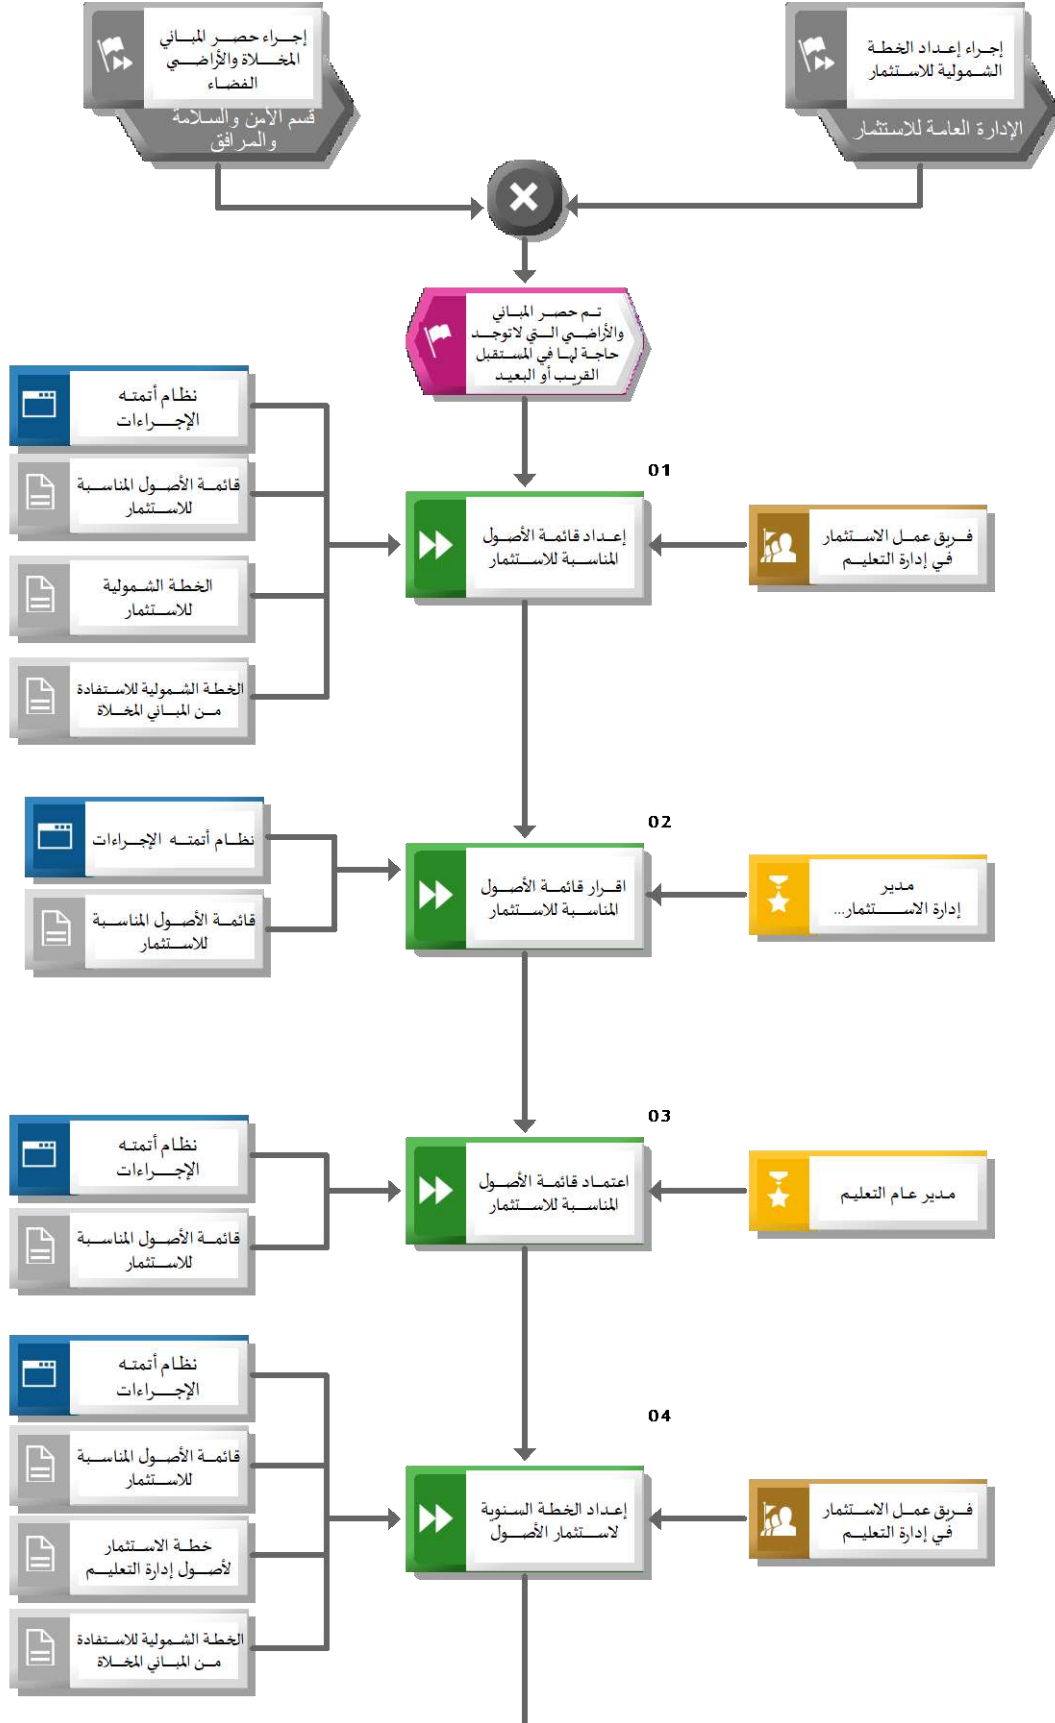 إجراء إعداد الخطة
الشمولية للاستثمار
الإدارة العامة للاستثمار
إجراء حصر المباني
المخلاة والأراضي
الفضاء
قسم الأمن والسلامة
والمرافق
تم حصر المباني
والأراضي التي لاتوجد
حاجة لها في المستقبل
القريب أو البعيد
01
فريق عمل الاستثمار
في إدارة التعليم
إعداد قائمة الأصول
المناسبة للاستثمار
نظام أتمته
الإجراءات
قائمة الأصول المناسبة
للاستثمار
الخطة الشمولية
للاستثمار
الخطة الشمولية للاستفادة
من المباني المخلاة
02
مدير
إدارة الاستثمار...
اقرار قائمة الأصول
المناسبة للاستثمار
نظام أتمته الإجراءات
قائمة الأصول المناسبة
للاستثمار
03
مدير عام التعليم
اعتماد قائمة الأصول
المناسبة للاستثمار
نظام أتمته
الإجراءات
قائمة الأصول المناسبة
للاستثمار
04
فريق عمل الاستثمار
في إدارة التعليم
إعداد الخطة السنوية
لاستثمار الأصول
نظام أتمته
الإجراءات
قائمة الأصول المناسبة
للاستثمار
خطة الاستثمار
لأصول إدارة التعليم
الخطة الشمولية للاستفادة
من المباني المخلاة